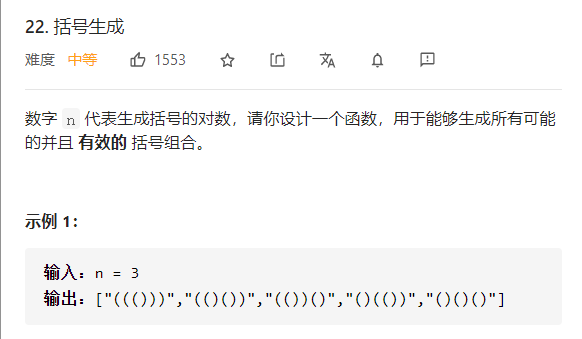 22. 括号生成
难度 中等 1553
数字 n 代表生成括号的对数，请你设计一个函数，用于能够生成所有可能
的并且 有效的 括号组合。
示例 1：
输入：n = 3
输出：["((()))","(()())","(())()","()(())","()()()"]